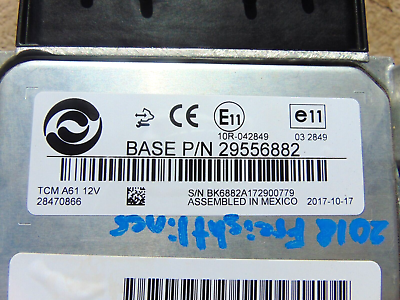 CE E11 e11
10R-042849 03 2849
BASE P/N 29556882
TCM A61 12V S/N BK6882A172900779
28470866 ASSEMBLED IN MEXICO 2017-10-17
2018 Freightliner